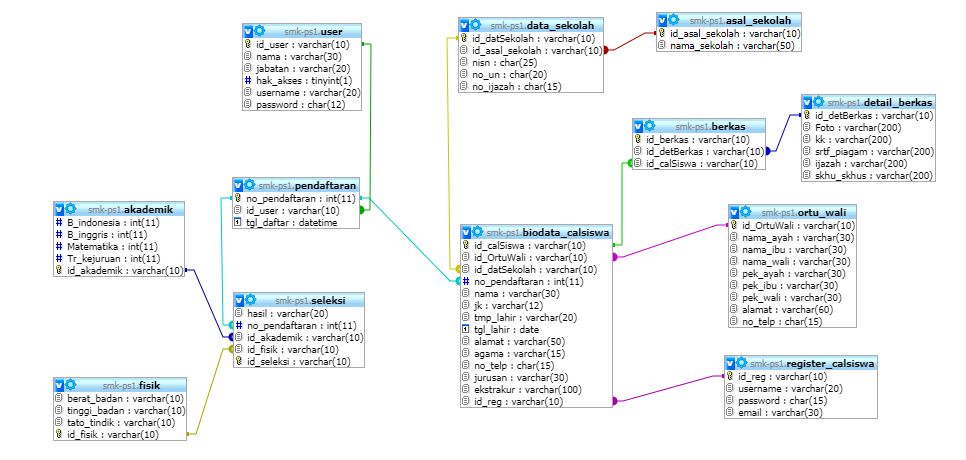 smk-ps1.user
id_user : varchar(10)
nama : varchar(30)
jabatan : varchar(20)
hak_akses : tinyint(1)
username : varchar(20)
password : char(12)
smk-ps1.data_sekolah
id_datSekolah : varchar(10)
id_asal_sekolah : varchar(10)
nisn : char(25)
no_un : char(20)
no_ijazah : char(15)
smk-ps1.asal_sekolah
id_asal_sekolah : varchar(10)
nama_sekolah : varchar(50)
smk-ps1.detail_berkas
id_detBerkas : varchar(10)
Foto : varchar(200)
kk : varchar(200)
srtf_piagam : varchar(200)
ijazah : varchar(200)
skhu_skhus : varchar(200)
smk-ps1.berkas
id_berkas : varchar(10)
id_detBerkas : varchar(10)
id_calSiswa : varchar(10)
smk-ps1.pendaftaran
no_pendaftaran : int(11)
id_user : varchar(10)
tgl_daftar : datetime
smk-ps1.akademik
B_indonesia : int(11)
B_inggris : int(11)
Matematika : int(11)
Tr_kejuruan : int(11)
id_akademik : varchar(10)
smk-ps1.biodata_calsiswa
id_calSiswa : varchar(10)
id_OrtuWali : varchar(10)
id_datSekolah : varchar(10)
no_pendaftaran : int(11)
nama : varchar(30)
jk : varchar(12)
tmp_lahir : varchar(20)
tgl_lahir : date
alamat : varchar(50)
agama : varchar(15)
no_telp : char(15)
jurusan : varchar(30)
ekstrakur : varchar(100)
id_reg : varchar(10)
smk-ps1.ortu_wali
id_OrtuWali : varchar(10)
nama_ayah : varchar(30)
nama_ibu : varchar(30)
nama_wali : varchar(30)
pek_ayah : varchar(30)
pek_ibu : varchar(30)
pek_wali : varchar(30)
alamat : varchar(60)
no_telp : char(15)
smk-ps1.seleksi
hasil : varchar(20)
no_pendaftaran : int(11)
id_akademik : varchar(10)
id_fisik : varchar(10)
id_seleksi : varchar(10)
smk-ps1.fisik
berat_badan : varchar(10)
tinggi_badan : varchar(10)
tato_tindik : varchar(10)
id_fisik : varchar(10)
smk-ps1.register_calsiswa
id_reg : varchar(10)
username : varchar(20)
password : char(15)
email : varchar(30)